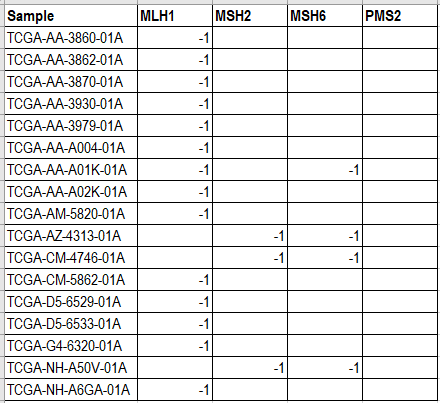 Sample MLH1 MSH2 MSH6 PMS2
TCGA-AA-3860-01A -1
TCGA-AA-3862-01A -1
TCGA-AA-3870-01A -1
TCGA-AA-3930-01A -1
TCGA-AA-3979-01A -1
TCGA-AA-A004-01A -1
TCGA-AA-A01K-01A -1 -1
TCGA-AA-A02K-01A -1
TCGA-AM-5820-01A -1
TCGA-AZ-4313-01A -1 -1
TCGA-CM-4746-01A -1 -1
TCGA-CM-5862-01A -1
TCGA-D5-6529-01A -1
TCGA-D5-6533-01A -1
TCGA-G4-6320-01A -1
TCGA-NH-A50V-01A -1 -1
TCGA-NH-A6GA-01A -1